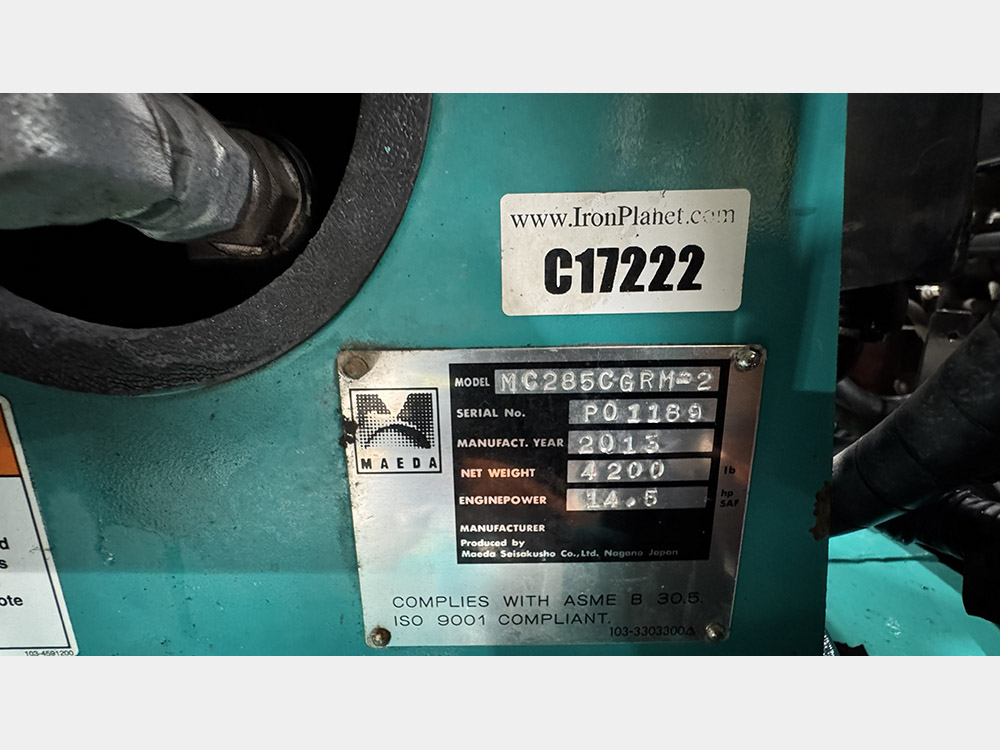 www.IronPlanet.com
C17222
MODEL MC285CGRM-2
SERIAL No. P01189
MANUFACT. YEAR 2013
NET WEIGHT 4200 lb
ENGINEPOWER 14.5 hp SAE
MAEDA
MANUFACTURER
Produced by
Maeda Seisakusho Co.,Ltd. Nagano Japan
COMPLIES WITH ASME B 30.5.
ISO 9001 COMPLIANT.
103-3303300A
d
s
ote
103-4591200